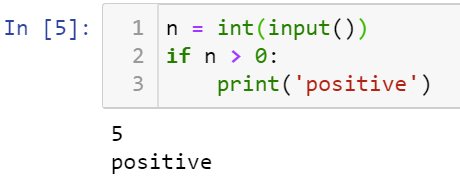 In [5]:
1 n = int(input())
2 if n > 0:
3     print('positive')
5
positive